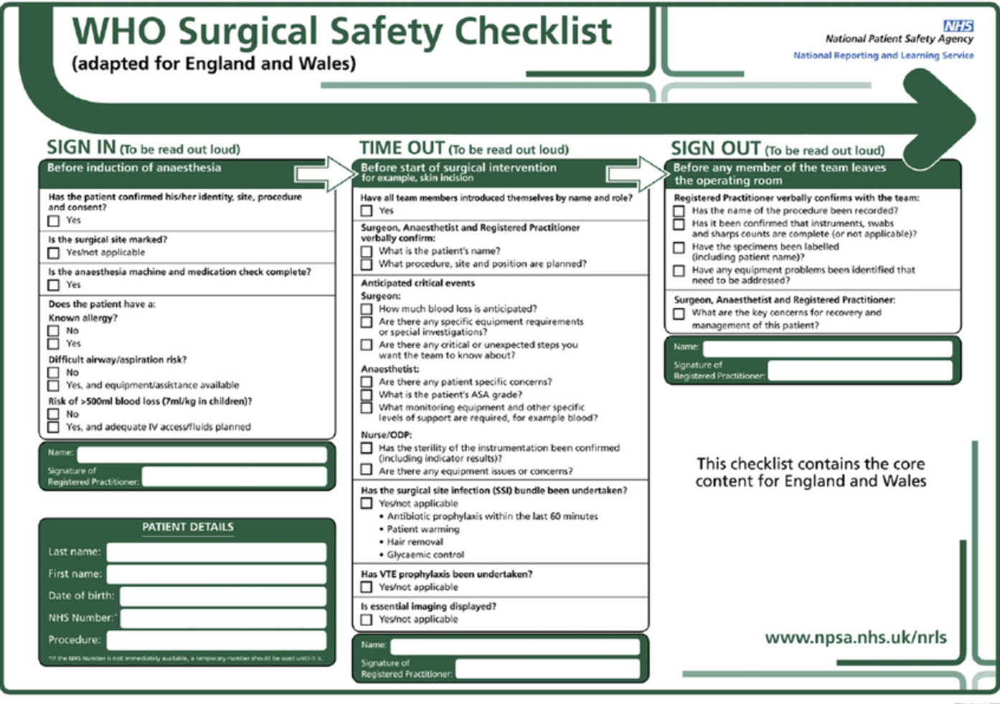 WHO Surgical Safety Checklist
(adapted for England and Wales)
NHS
National Patient Safety Agency
National Reporting and Learning Service
SIGN IN (To be read out loud)
Before induction of anaesthesia
Has the patient confirmed his/her identity, site, procedure
and consent?
Yes
Is the surgical site marked?
Yes/not applicable
Is the anaesthesia machine and medication check complete?
Yes
Does the patient have a:
Known allergy?
No
Yes
Difficult airway/aspiration risk?
No
Yes, and equipment/assistance available
Risk of >500ml blood loss (7ml/kg in children)?
No
Yes, and adequate IV access/fluids planned
Name:
Signature of
Registered Practitioner:
PATIENT DETAILS
Last name:
First name:
Date of birth:
NHS Number:*
Procedure:
*If the NHS Number is not immediately available, a temporary number should be used until it is.
TIME OUT (To be read out loud)
Before start of surgical intervention
for example, skin incision
Have all team members introduced themselves by name and role?
Yes
Surgeon, Anaesthetist and Registered Practitioner
verbally confirm:
What is the patient's name?
What procedure, site and position are planned?
Anticipated critical events
Surgeon:
How much blood loss is anticipated?
Are there any specific equipment requirements
or special investigations?
Are there any critical or unexpected steps you
want the team to know about?
Anaesthetist:
Are there any patient specific concerns?
What is the patient's ASA grade?
What monitoring equipment and other specific
levels of support are required, for example blood?
Nurse/ODP:
Has the sterility of the instrumentation been confirmed
(including indicator results)?
Are there any equipment issues or concerns?
Has the surgical site infection (SSI) bundle been undertaken?
Yes/not applicable
• Antibiotic prophylaxis within the last 60 minutes
• Patient warming
• Hair removal
• Glycaemic control
Has VTE prophylaxis been undertaken?
Yes/not applicable
Is essential imaging displayed?
Yes/not applicable
Name:
Signature of
Registered Practitioner:
SIGN OUT (To be read out loud)
Before any member of the team leaves
the operating room
Registered Practitioner verbally confirms with the team:
Has the name of the procedure been recorded?
Has it been confirmed that instruments, swabs
and sharps counts are complete (or not applicable)?
Have the specimens been labelled
(including patient name)?
Have any equipment problems been identified that
need to be addressed?
Surgeon, Anaesthetist and Registered Practitioner:
What are the key concerns for recovery and
management of this patient?
Name:
Signature of
Registered Practitioner:
This checklist contains the core
content for England and Wales
www.npsa.nhs.uk/nrls